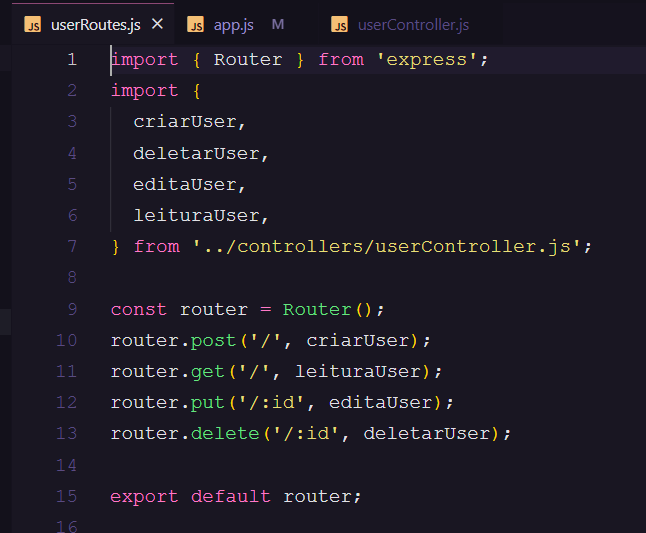 JS userRoutes.js × JS app.js M JS userController.js
1 import { Router } from 'express';
2 import {
3 criarUser,
4 deletarUser,
5 editaUser,
6 leituraUser,
7 } from '../controllers/userController.js';
8
9 const router = Router();
10 router.post('/', criarUser);
11 router.get('/', leituraUser);
12 router.put('/:id', editaUser);
13 router.delete('/:id', deletarUser);
14
15 export default router;
16